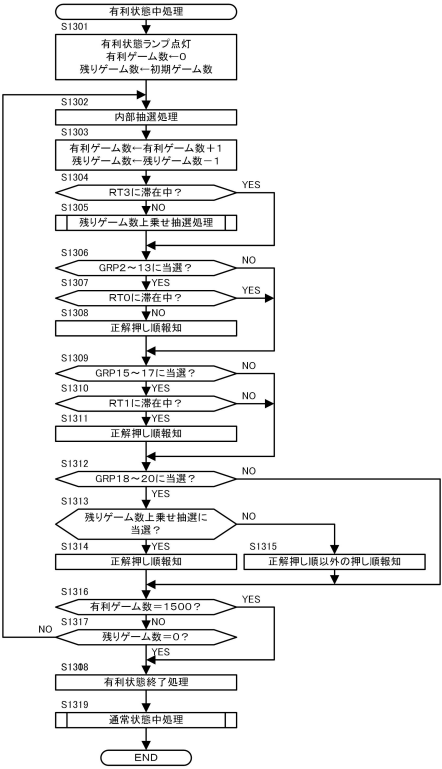 有利状態中処理
S1301
有利状態ランプ点灯
有利ゲーム数←0
残りゲーム数←初期ゲーム数
S1302
内部抽選処理
S1303
有利ゲーム数←有利ゲーム数+1
残りゲーム数←残りゲーム数−1
S1304
RT3に滞在中?
YES
NO
S1305
残りゲーム数上乗せ抽選処理
S1306
GRP2〜13に当選?
NO
YES
S1307
RT0に滞在中?
YES
NO
S1308
正解押し順報知
S1309
GRP15〜17に当選?
NO
YES
S1310
RT1に滞在中?
NO
YES
S1311
正解押し順報知
S1312
GRP18〜20に当選?
NO
YES
S1313
残りゲーム数上乗せ抽選に
当選?
NO
YES
S1314
正解押し順報知
S1315
正解押し順以外の押し順報知
S1316
有利ゲーム数=1500?
YES
NO
S1317
残りゲーム数=0?
NO
YES
S1308
有利状態終了処理
S1319
通常状態中処理
END